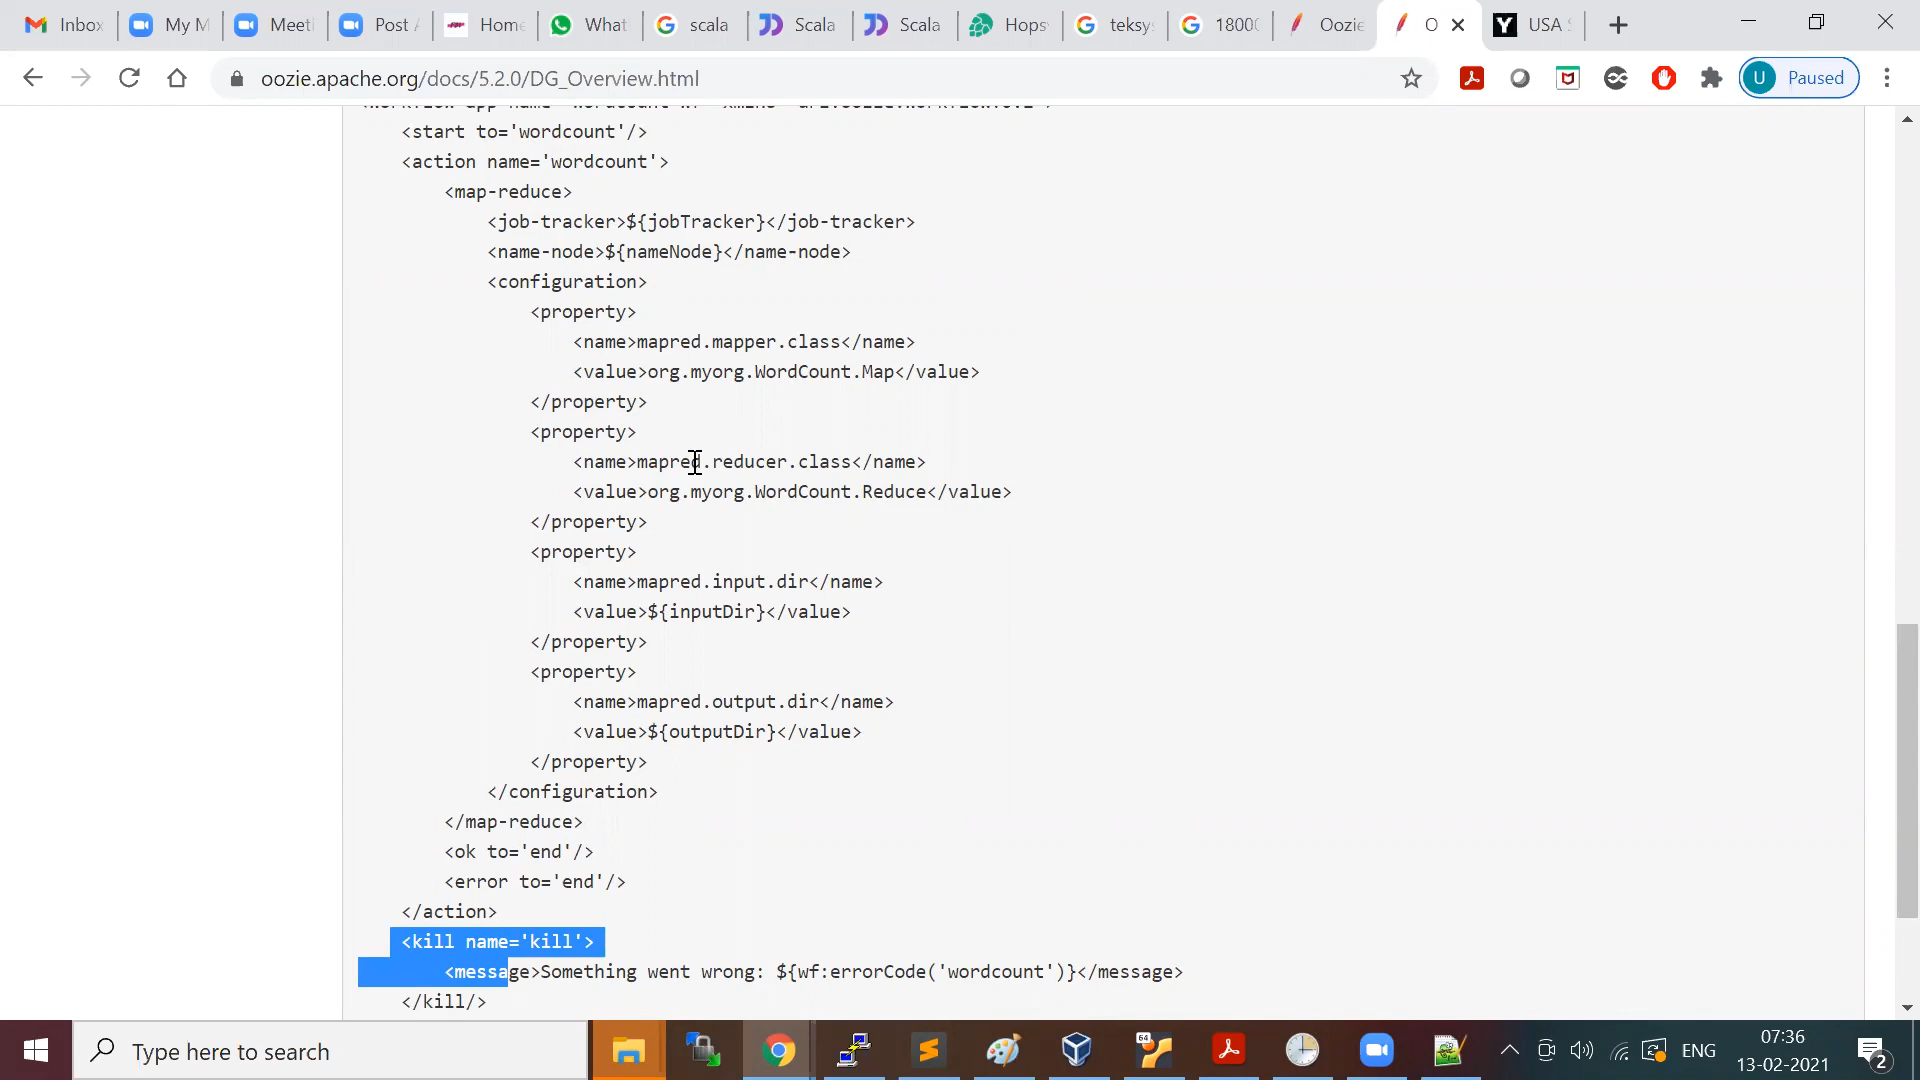 Inbox
My M
Meeti
Post A
Home
What
scala
Scala
Scala
Hops
teksy
1800
Oozie
O
USA
oozie.apache.org/docs/5.2.0/DG_Overview.html
U Paused
<start to='wordcount'/>
<action name='wordcount'>
<map-reduce>
<job-tracker>${jobTracker}</job-tracker>
<name-node>${nameNode}</name-node>
<configuration>
<property>
<name>mapred.mapper.class</name>
<value>org.myorg.WordCount.Map</value>
</property>
<property>
<name>mapred.reducer.class</name>
<value>org.myorg.WordCount.Reduce</value>
</property>
<property>
<name>mapred.input.dir</name>
<value>${inputDir}</value>
</property>
<property>
<name>mapred.output.dir</name>
<value>${outputDir}</value>
</property>
</configuration>
</map-reduce>
<ok to='end'/>
<error to='end'/>
</action>
<kill name='kill'>
<message>Something went wrong: ${wf:errorCode('wordcount')}</message>
</kill/>
Type here to search
64
ENG
07:36
13-02-2021
2